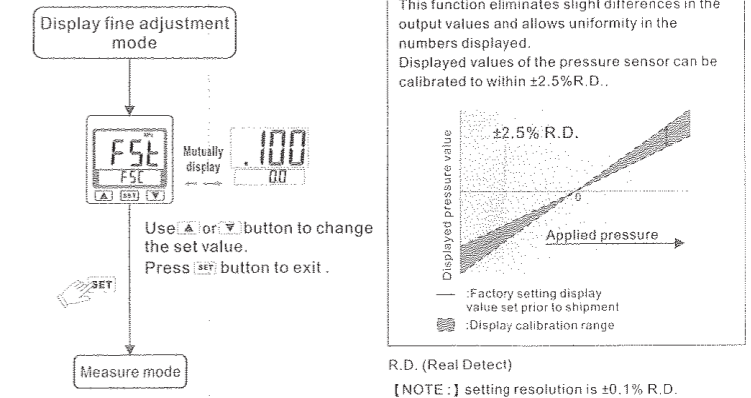 Display fine adjustment
mode
FSt
FSC
▲ SET ▼
Mutually
display
.100
0.0
Use ▲ or ▼ button to change
the set value.
Press SET button to exit .
SET
Measure mode
This function eliminates slight differences in the
output values and allows uniformity in the
numbers displayed.
Displayed values of the pressure sensor can be
calibrated to within ±2.5%R.D..
Displayed pressure value
±2.5% R.D.
0
Applied pressure
:Factory setting display
value set prior to shipment
:Display calibration range
R.D. (Real Detect)
【NOTE :】 setting resolution is ±0.1% R.D.